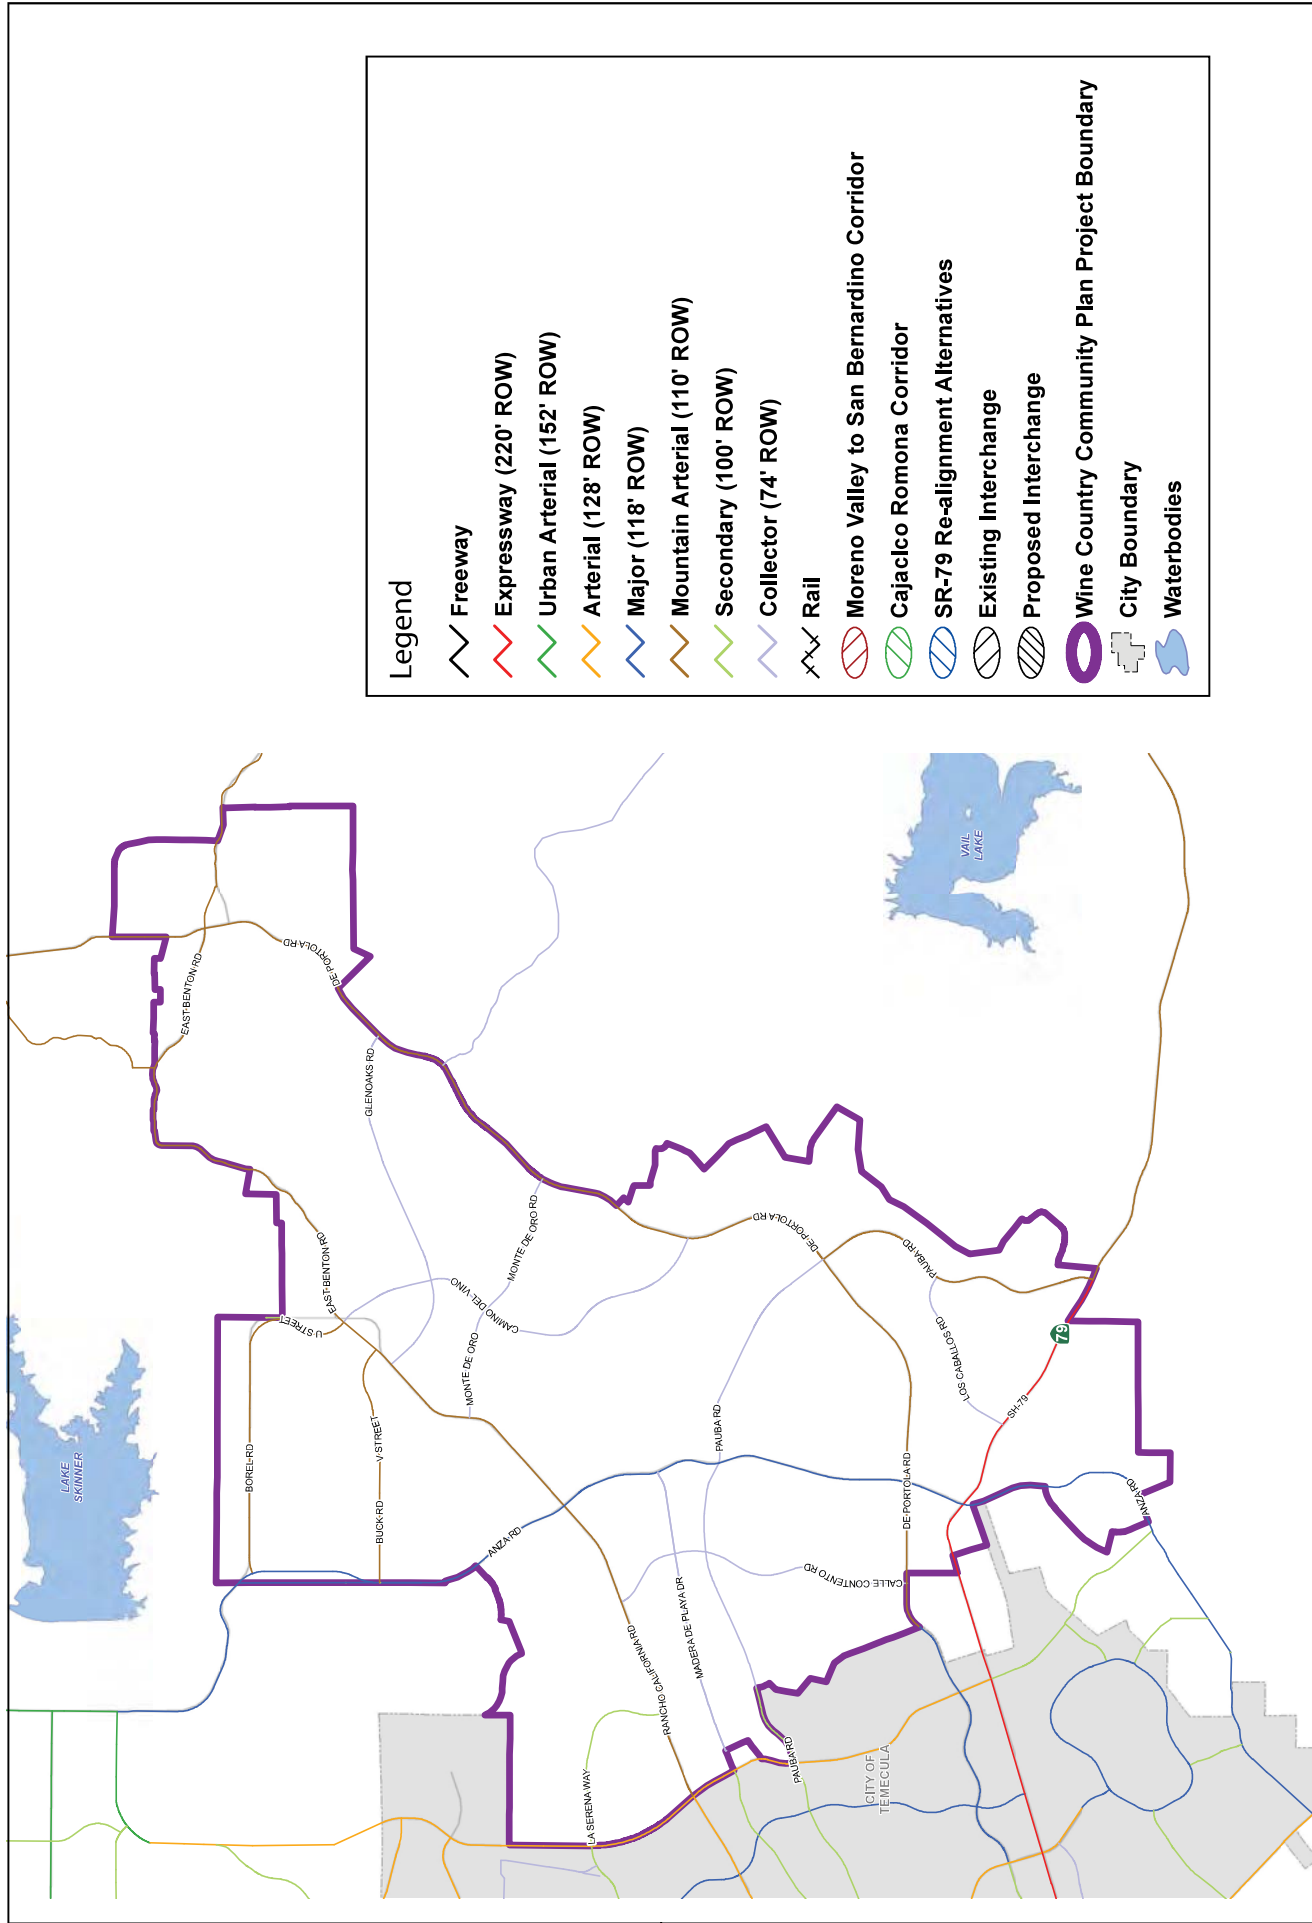 Legend
Freeway
Expressway (220' ROW)
Urban Arterial (152' ROW)
Arterial (128' ROW)
Major (118' ROW)
Mountain Arterial (110' ROW)
Secondary (100' ROW)
Collector (74' ROW)
Rail
Moreno Valley to San Bernardino Corridor
Cajaclco Romona Corridor
SR-79 Re-alignment Alternatives
Existing Interchange
Proposed Interchange
Wine Country Community Plan Project Boundary
City Boundary
Waterbodies
EAST BENTON RD
DE PORTOLA RD
GLENOAKS RD
VAIL
LAKE
MONTE DE ORO RD
EAST BENTON RD
U STREET
CAMINO DEL VINO
DE PORTOLA RD
PAUBA RD
LAKE
SKINNER
BOREL RD
V STREET
BUCK RD
MONTE DE ORO
PAUBA RD
LOS CABALLOS RD
79
SH-79
ANZA RD
DE PORTOLA RD
ANZA RD
CALLE CONTENTO RD
MADERA DE PLAYA DR
RANCHO CALIFORNIA RD
LA SERENA WAY
PAUBA RD
CITY OF
TEMECULA